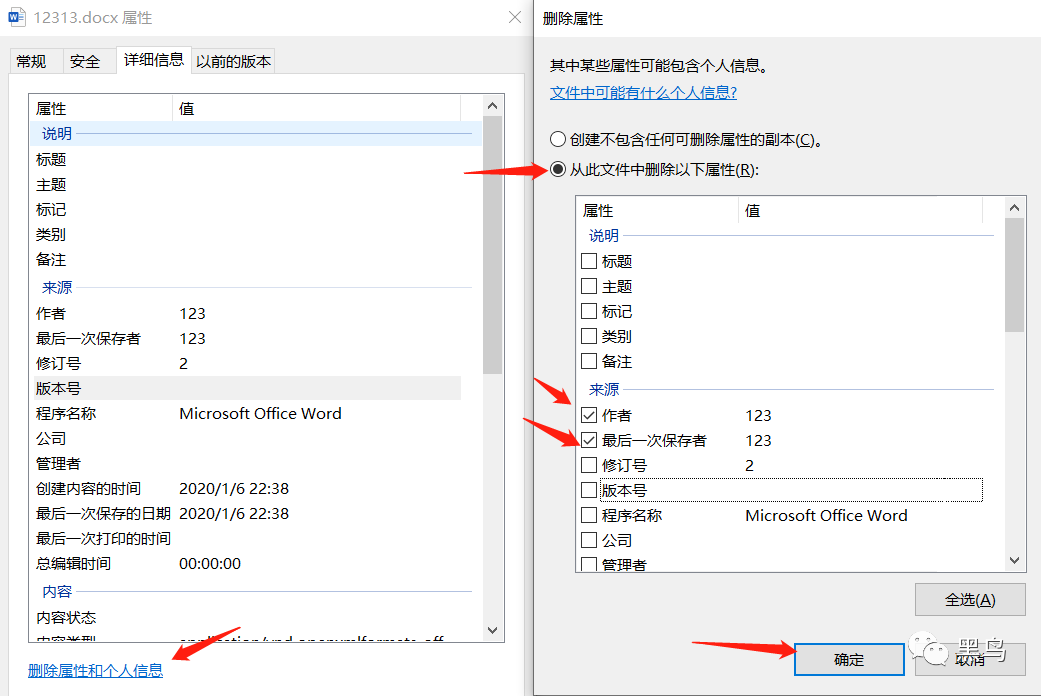 12313.docx 属性
常规 安全 详细信息 以前的版本
属性 值
说明
标题
主题
标记
类别
备注
来源
作者 123
最后一次保存者 123
修订号 2
版本号
程序名称 Microsoft Office Word
公司
管理者
创建内容的时间 2020/1/6 22:38
最后一次保存的日期 2020/1/6 22:38
最后一次打印的时间
总编辑时间 00:00:00
内容
内容状态
内容类型 application/vnd.openxmlformats-off...
删除属性和个人信息
删除属性
其中某些属性可能包含个人信息。
文件中可能有什么个人信息?
创建不包含任何可删除属性的副本(C)。
从此文件中删除以下属性(R):
属性 值
说明
标题
主题
标记
类别
备注
来源
作者 123
最后一次保存者 123
修订号 2
版本号
程序名称 Microsoft Office Word
公司
管理者
全选(A)
确定 取消
黑鸟